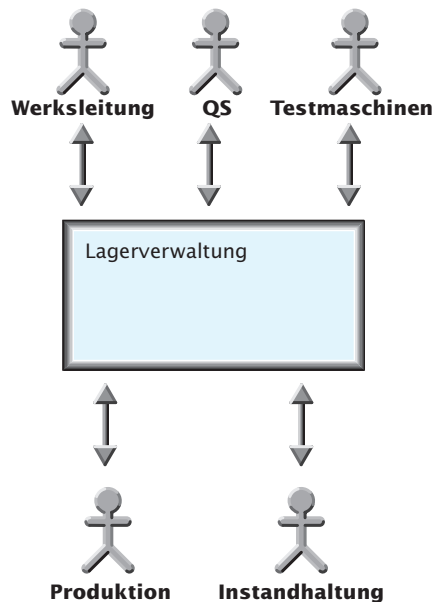 Werksleitung QS Testmaschinen
Lagerverwaltung
Produktion Instandhaltung